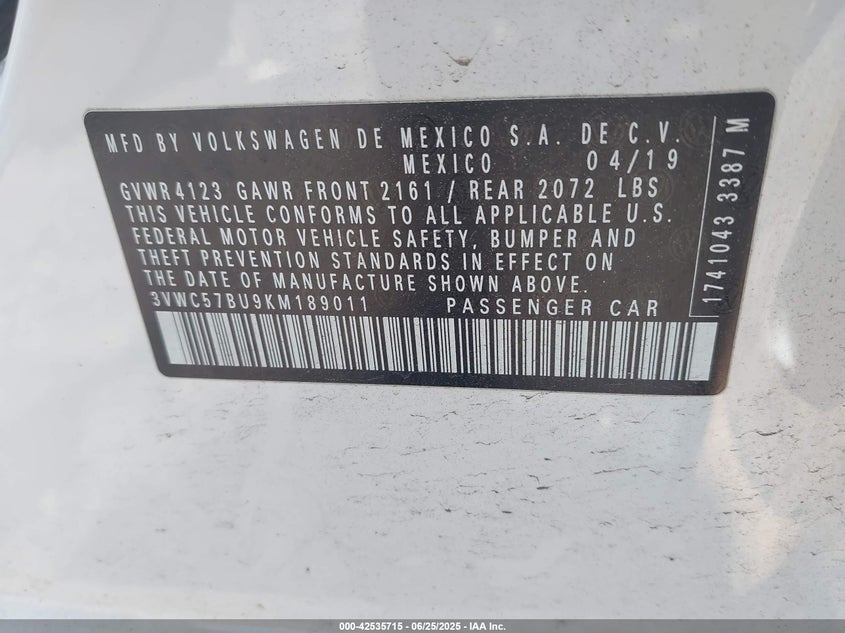 MFD BY VOLKSWAGEN DE MEXICO S.A. DE C.V.
MEXICO 04/19
GVWR 4123 GAWR FRONT 2161 / REAR 2072 LBS
THIS VEHICLE CONFORMS TO ALL APPLICABLE U.S.
FEDERAL MOTOR VEHICLE SAFETY, BUMPER AND
THEFT PREVENTION STANDARDS IN EFFECT ON
THE DATE OF MANUFACTURE SHOWN ABOVE.
3VWC57BU9KM189011 PASSENGER CAR
1741043 3387 M
000-42535715 - 06/25/2025 - IAA Inc.